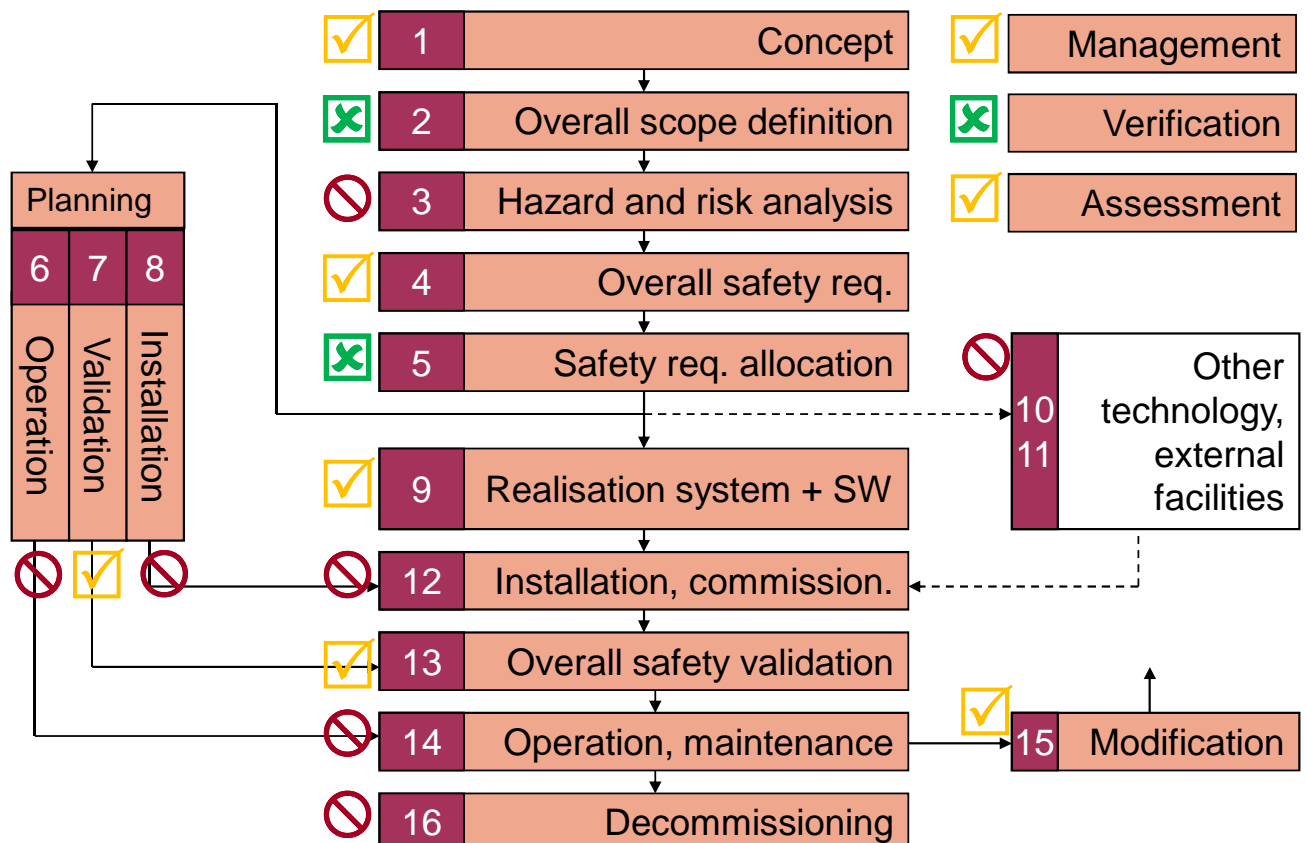 1 Concept
Management
2 Overall scope definition
Verification
3 Hazard and risk analysis
Assessment
Planning
6 7 8
Operation
Validation
Installation
4 Overall safety req.
5 Safety req. allocation
10
11
Other
technology,
external
facilities
9 Realisation system + SW
12 Installation, commission.
13 Overall safety validation
14 Operation, maintenance
15 Modification
16 Decommissioning